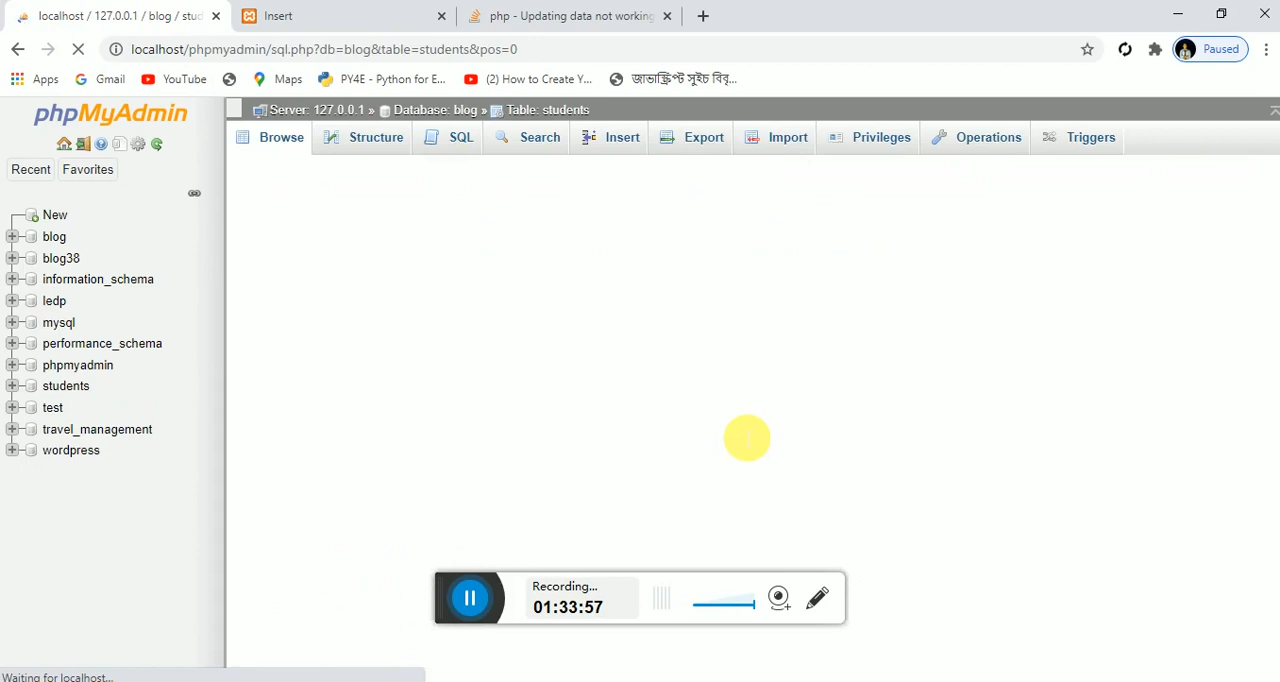 localhost / 127.0.0.1 / blog / stud
Insert
php - Updating data not working
localhost/phpmyadmin/sql.php?db=blog&table=students&pos=0
Paused
Apps
Gmail
YouTube
Maps
PY4E - Python for E...
(2) How to Create Y...
জাভাস্ক্রিপ্ট সুইচ বিবৃ...
phpMyAdmin
Server: 127.0.0.1 » Database: blog » Table: students
Browse
Structure
SQL
Search
Insert
Export
Import
Privileges
Operations
Triggers
Recent
Favorites
New
blog
blog38
information_schema
ledp
mysql
performance_schema
phpmyadmin
students
test
travel_management
wordpress
Recording...
01:33:57
Waiting for localhost...